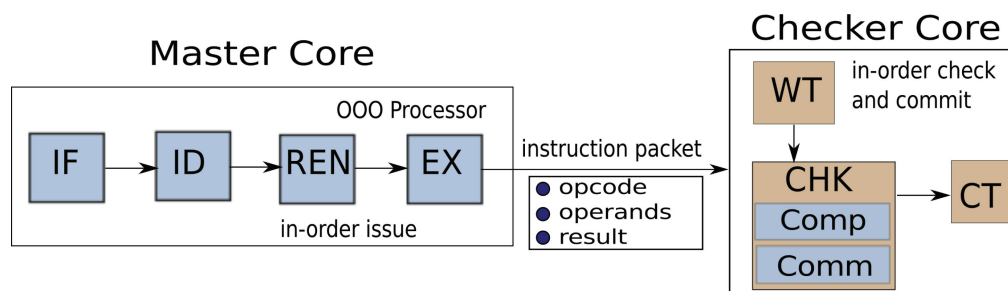 Master Core
OOO Processor
IF
ID
REN
EX
in-order issue
instruction packet
opcode
operands
result
Checker Core
WT
in-order check
and commit
CHK
Comp
Comm
CT